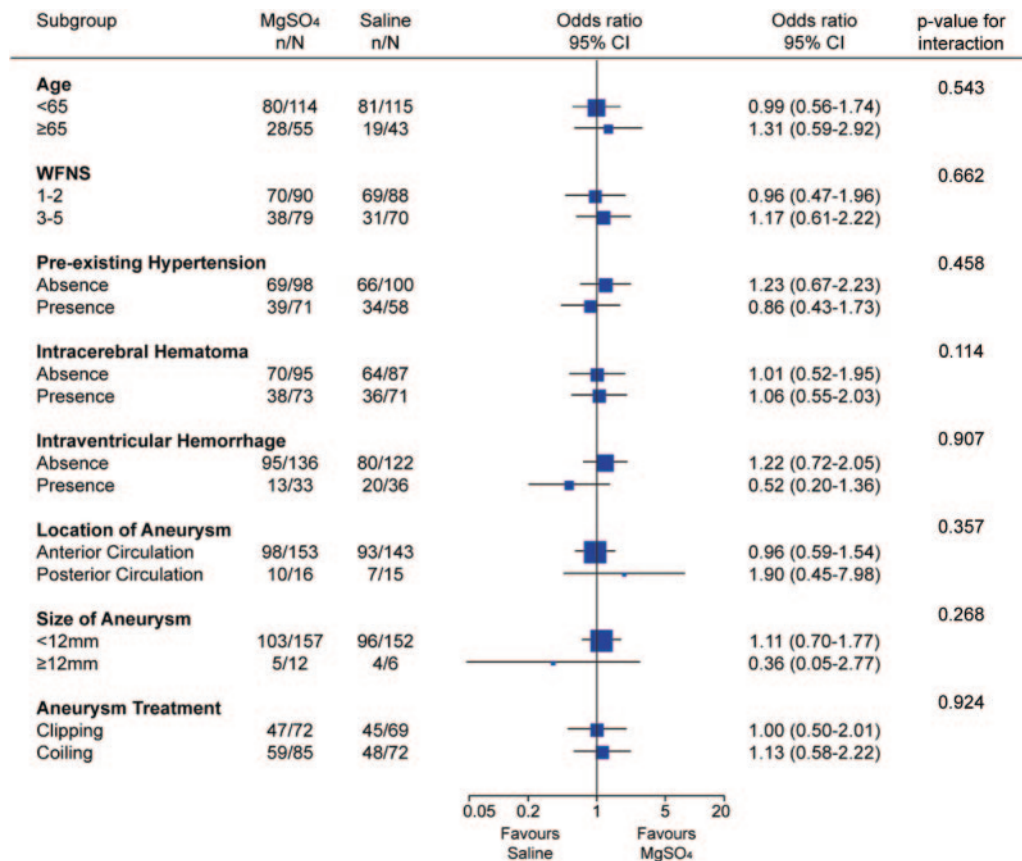 Subgroup MgSO₄ Saline Odds ratio Odds ratio p-value for
n/N n/N 95% CI 95% CI interaction
Age 0.543
<65 80/114 81/115 0.99 (0.56-1.74)
≥65 28/55 19/43 1.31 (0.59-2.92)
WFNS 0.662
1-2 70/90 69/88 0.96 (0.47-1.96)
3-5 38/79 31/70 1.17 (0.61-2.22)
Pre-existing Hypertension 0.458
Absence 69/98 66/100 1.23 (0.67-2.23)
Presence 39/71 34/58 0.86 (0.43-1.73)
Intracerebral Hematoma 0.114
Absence 70/95 64/87 1.01 (0.52-1.95)
Presence 38/73 36/71 1.06 (0.55-2.03)
Intraventricular Hemorrhage 0.907
Absence 95/136 80/122 1.22 (0.72-2.05)
Presence 13/33 20/36 0.52 (0.20-1.36)
Location of Aneurysm 0.357
Anterior Circulation 98/153 93/143 0.96 (0.59-1.54)
Posterior Circulation 10/16 7/15 1.90 (0.45-7.98)
Size of Aneurysm 0.268
<12mm 103/157 96/152 1.11 (0.70-1.77)
≥12mm 5/12 4/6 0.36 (0.05-2.77)
Aneurysm Treatment 0.924
Clipping 47/72 45/69 1.00 (0.50-2.01)
Coiling 59/85 48/72 1.13 (0.58-2.22)
0.05 0.2 1 5 20
Favours Favours
Saline MgSO₄